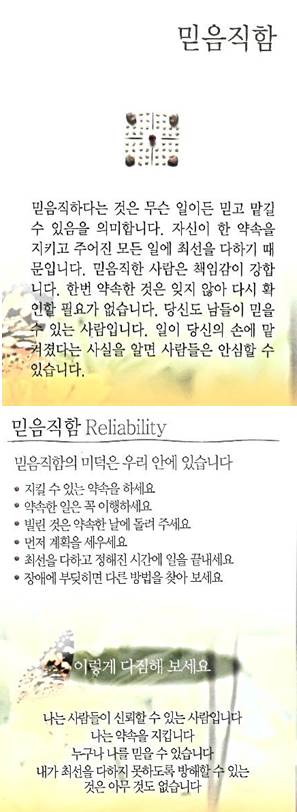 믿음직함
믿음직하다는 것은 무슨 일이든 믿고 맡길
수 있음을 의미합니다. 자신이 한 약속을
지키고 주어진 모든 일에 최선을 다하기 때
문입니다. 믿음직한 사람은 책임감이 강합
니다. 한번 약속한 것은 잊지 않아 다시 확
인할 필요가 없습니다. 당신도 남들이 믿을
수 있는 사람입니다. 일이 당신의 손에 맡
겨졌다는 사실을 알면 사람들은 안심할 수
있습니다.
믿음직함 Reliability
믿음직함의 미덕은 우리 안에 있습니다
• 지킬 수 있는 약속을 하세요
• 약속한 일은 꼭 이행하세요
• 빌린 것은 약속한 날에 돌려 주세요
• 먼저 계획을 세우세요
• 최선을 다하고 정해진 시간에 일을 끝내세요
• 장애에 부딪히면 다른 방법을 찾아 보세요
이렇게 다짐해 보세요
나는 사람들이 신뢰할 수 있는 사람입니다
나는 약속을 지킵니다
누구나 나를 믿을 수 있습니다
내가 최선을 다하지 못하도록 방해할 수 있는
것은 아무 것도 없습니다